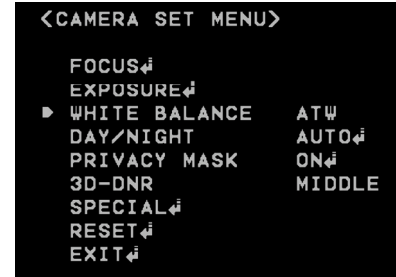 <CAMERA SET MENU>
FOCUS↲
EXPOSURE↲
WHITE BALANCE ATW
DAY/NIGHT AUTO↲
PRIVACY MASK ON↲
3D-DNR MIDDLE
SPECIAL↲
RESET↲
EXIT↲